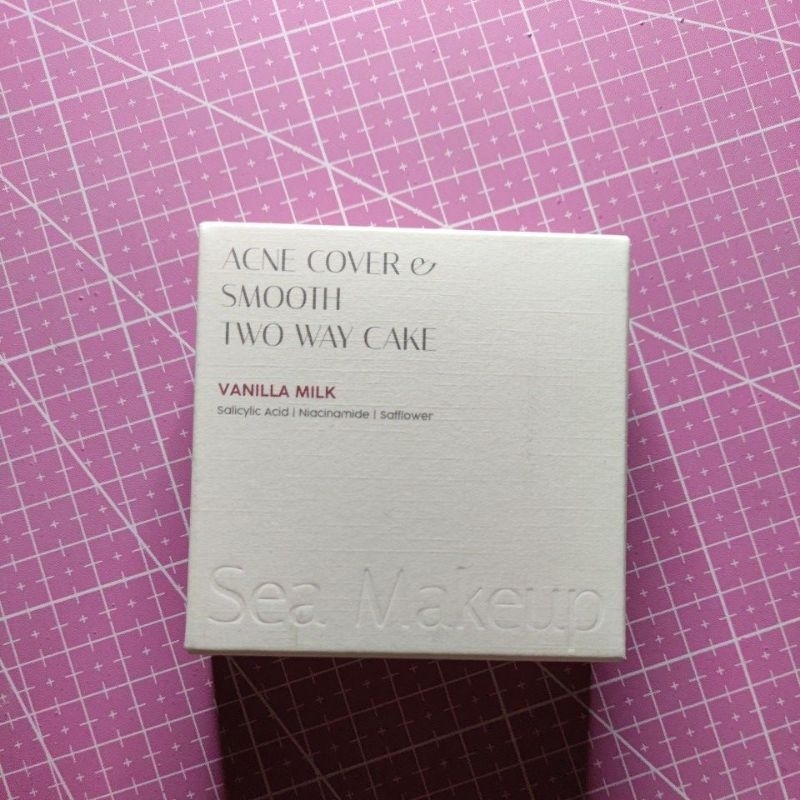 ACNE COVER &
SMOOTH
TWO WAY CAKE
VANILLA MILK
Salicylic Acid | Niacinamide | Safflower
Sea Makeup